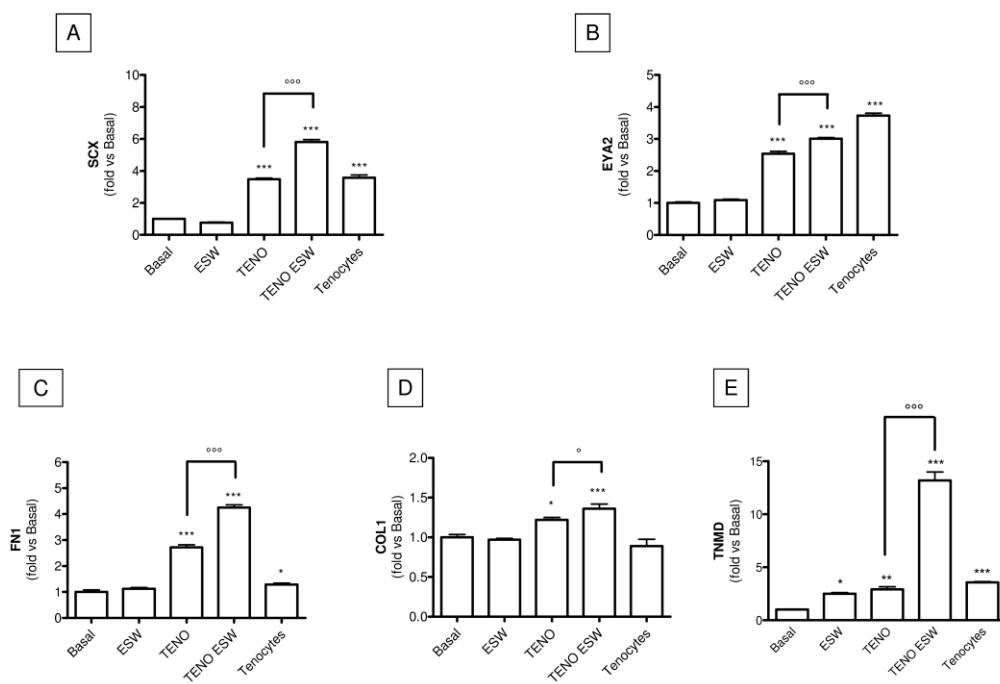 A
SCX
(fold vs Basal)
10
8
6
4
2
0
°°°
***
***
***
Basal
ESW
TENO
TENO ESW
Tenocytes
B
EYA2
(fold vs Basal)
5
4
3
2
1
0
°°°
***
***
***
Basal
ESW
TENO
TENO ESW
Tenocytes
C
FN1
(fold vs Basal)
6
5
4
3
2
1
0
°°°
***
***
*
Basal
ESW
TENO
TENO ESW
Tenocytes
D
COL1
(fold vs Basal)
2.0
1.5
1.0
0.5
0.0
°
*
***
Basal
ESW
TENO
TENO ESW
Tenocytes
E
TNMD
(fold vs Basal)
15
10
5
0
°°°
*
**
***
***
Basal
ESW
TENO
TENO ESW
Tenocytes